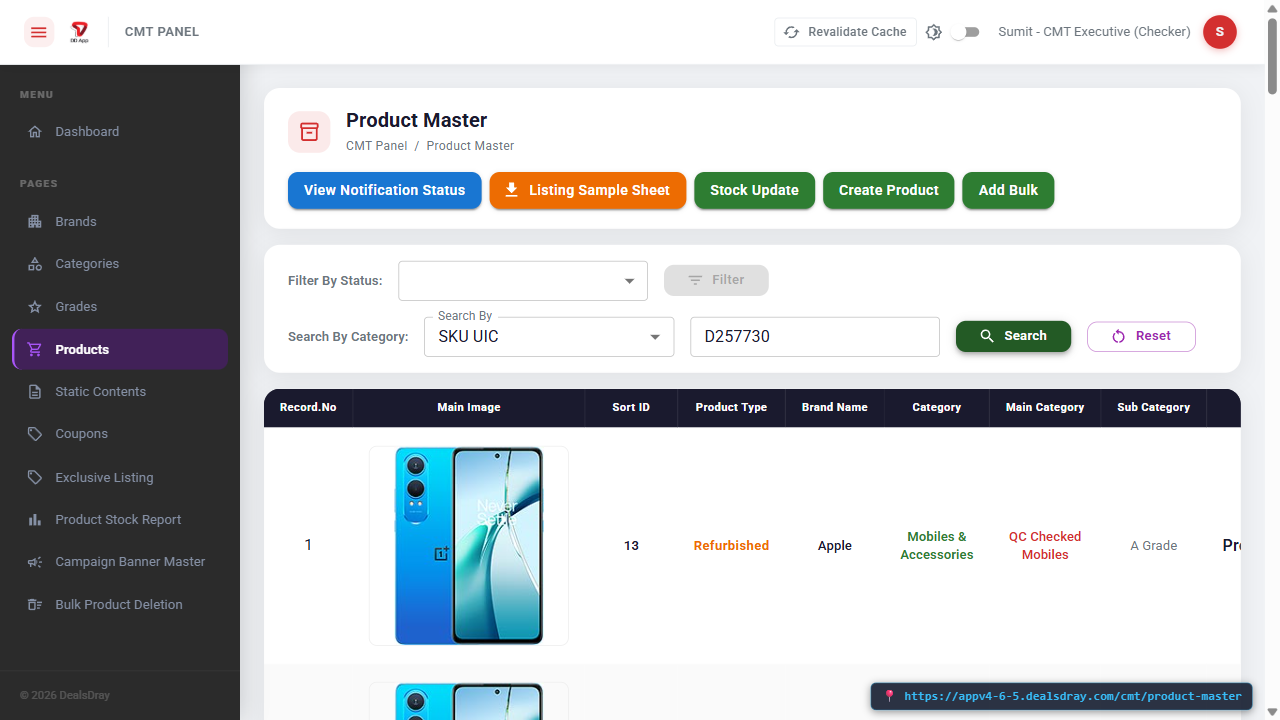 DD App
CMT PANEL
Revalidate Cache
Sumit - CMT Executive (Checker)
S
MENU
Dashboard
PAGES
Brands
Categories
Grades
Products
Static Contents
Coupons
Exclusive Listing
Product Stock Report
Campaign Banner Master
Bulk Product Deletion
© 2026 DealsDray
Product Master
CMT Panel / Product Master
View Notification Status
Listing Sample Sheet
Stock Update
Create Product
Add Bulk
Filter By Status:
Filter
Search By Category:
Search By
SKU UIC
D257730
Search
Reset
Record.No
Main Image
Sort ID
Product Type
Brand Name
Category
Main Category
Sub Category
1
Never
Settle
13
Refurbished
Apple
Mobiles &
Accessories
QC Checked
Mobiles
A Grade
https://appv4-6-5.dealsdray.com/cmt/product-master